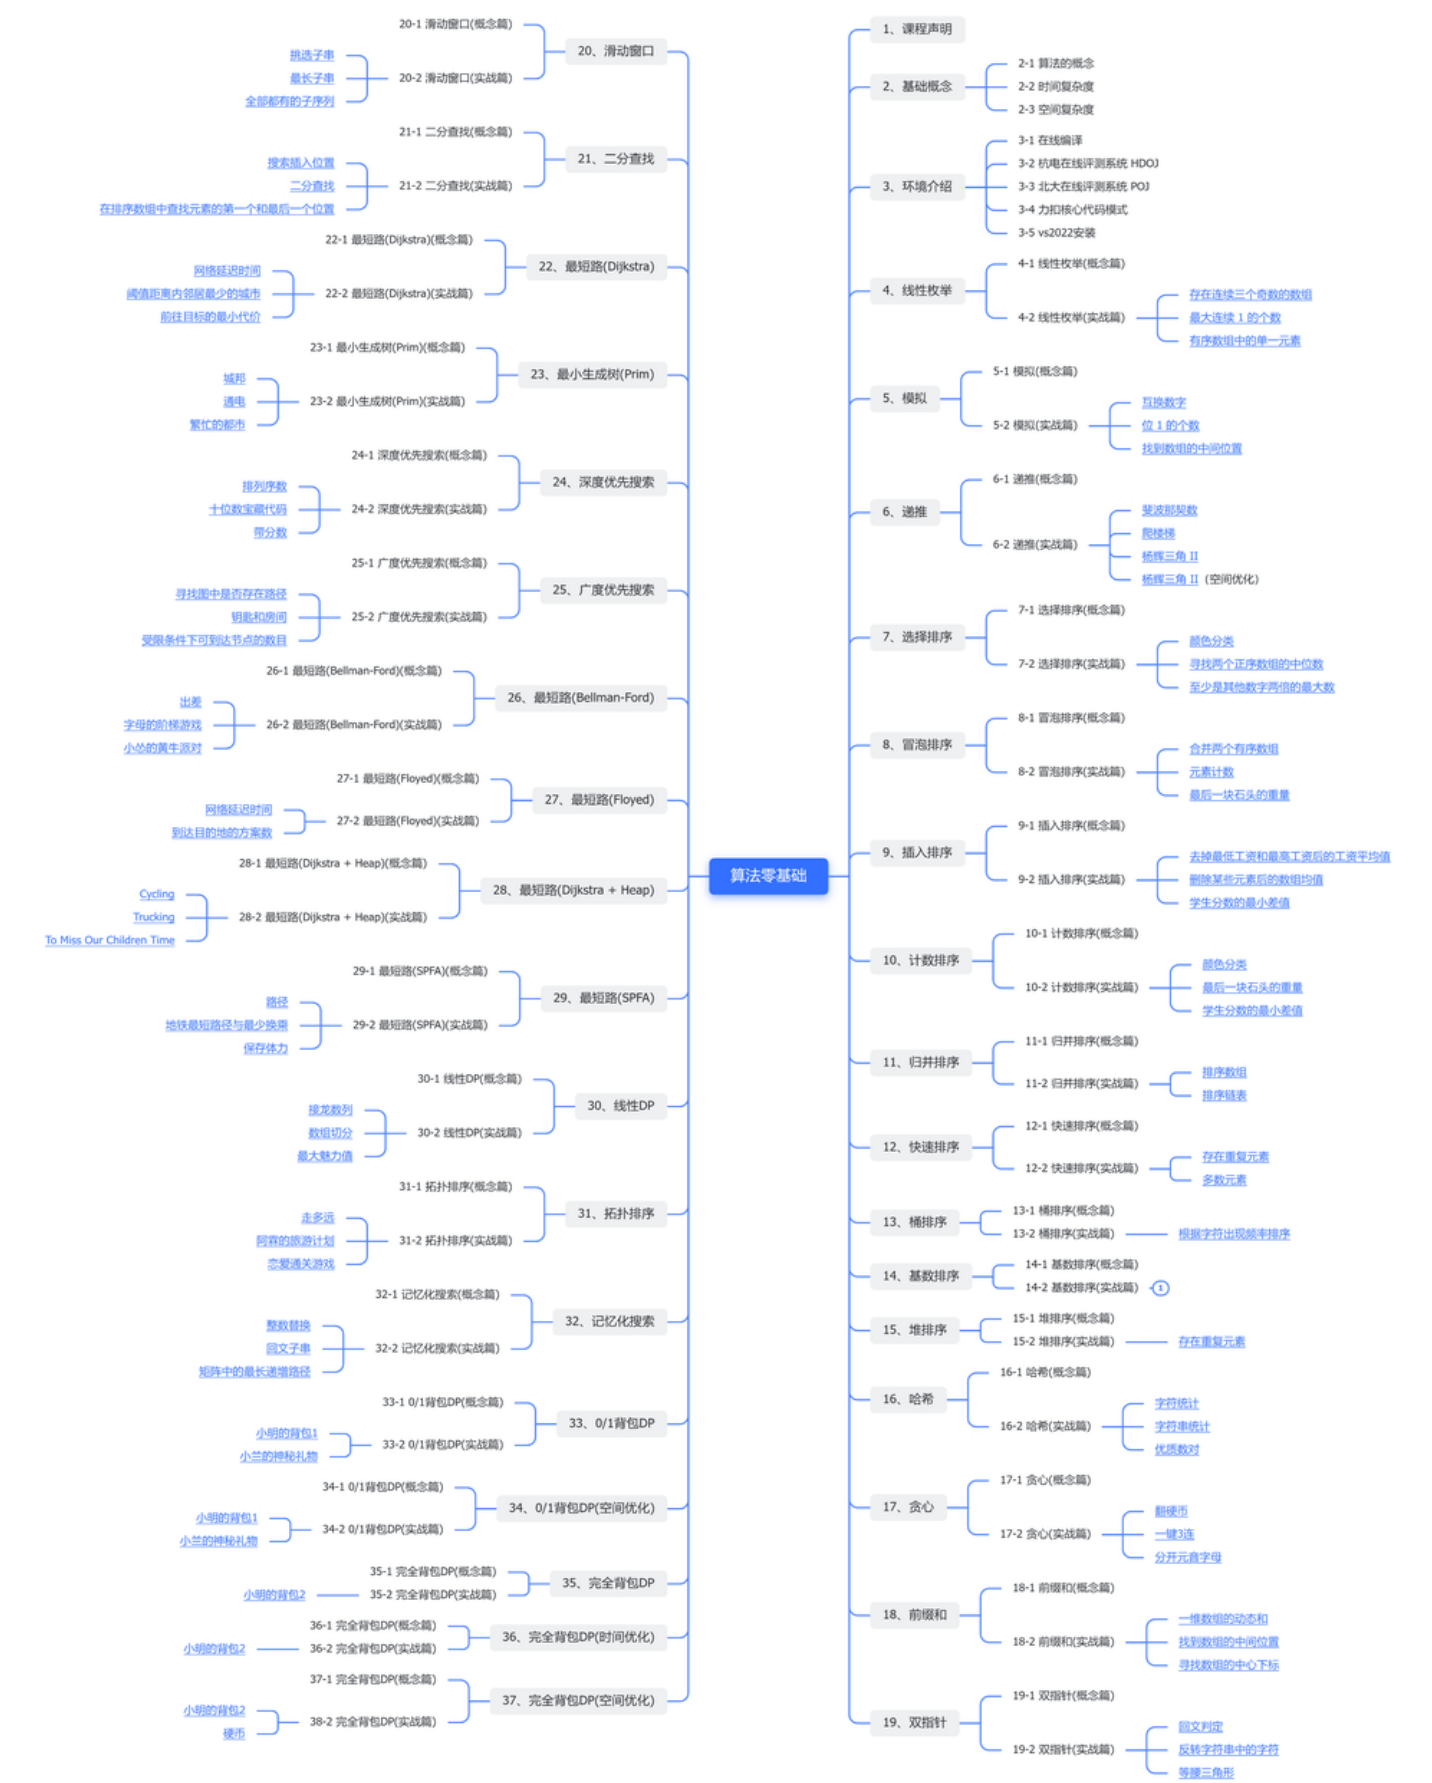 算法零基础
1、课程声明
2、基础概念
2-1 算法的概念
2-2 时间复杂度
2-3 空间复杂度
3、环境介绍
3-1 在线编译
3-2 杭电在线评测系统 HDOJ
3-3 北大在线评测系统 POJ
3-4 力扣核心代码模式
3-5 vs2022安装
4、线性枚举
4-1 线性枚举(概念篇)
4-2 线性枚举(实战篇)
存在连续三个奇数的数组
最大连续 1 的个数
有序数组中的单一元素
5、模拟
5-1 模拟(概念篇)
5-2 模拟(实战篇)
互换数字
位 1 的个数
找到数组的中间位置
6、递推
6-1 递推(概念篇)
6-2 递推(实战篇)
斐波那契数
爬楼梯
杨辉三角 II
杨辉三角 II（空间优化）
7、选择排序
7-1 选择排序(概念篇)
7-2 选择排序(实战篇)
颜色分类
寻找两个正序数组的中位数
至少是其他数字两倍的最大数
8、冒泡排序
8-1 冒泡排序(概念篇)
8-2 冒泡排序(实战篇)
合并两个有序数组
元素计数
最后一块石头的重量
9、插入排序
9-1 插入排序(概念篇)
9-2 插入排序(实战篇)
去掉最低工资和最高工资后的工资平均值
删除某些元素后的数组均值
学生分数的最小差值
10、计数排序
10-1 计数排序(概念篇)
10-2 计数排序(实战篇)
颜色分类
最后一块石头的重量
学生分数的最小差值
11、归并排序
11-1 归并排序(概念篇)
11-2 归并排序(实战篇)
排序数组
排序链表
12、快速排序
12-1 快速排序(概念篇)
12-2 快速排序(实战篇)
存在重复元素
多数元素
13、桶排序
13-1 桶排序(概念篇)
13-2 桶排序(实战篇)
根据字符出现频率排序
14、基数排序
14-1 基数排序(概念篇)
14-2 基数排序(实战篇)
1
15、堆排序
15-1 堆排序(概念篇)
15-2 堆排序(实战篇)
存在重复元素
16、哈希
16-1 哈希(概念篇)
16-2 哈希(实战篇)
字符统计
字符串统计
优质数对
17、贪心
17-1 贪心(概念篇)
17-2 贪心(实战篇)
翻硬币
一键3连
分开元音字母
18、前缀和
18-1 前缀和(概念篇)
18-2 前缀和(实战篇)
一维数组的动态和
找到数组的中间位置
寻找数组的中心下标
19、双指针
19-1 双指针(概念篇)
19-2 双指针(实战篇)
回文判定
反转字符串中的字符
等腰三角形
20、滑动窗口
20-1 滑动窗口(概念篇)
20-2 滑动窗口(实战篇)
挑选子串
最长子串
全部都有的子序列
21、二分查找
21-1 二分查找(概念篇)
21-2 二分查找(实战篇)
搜索插入位置
二分查找
在排序数组中查找元素的第一个和最后一个位置
22、最短路(Dijkstra)
22-1 最短路(Dijkstra)(概念篇)
22-2 最短路(Dijkstra)(实战篇)
网络延迟时间
阈值距离内邻居最少的城市
前往目标的最小代价
23、最小生成树(Prim)
23-1 最小生成树(Prim)(概念篇)
23-2 最小生成树(Prim)(实战篇)
城邦
通电
繁忙的都市
24、深度优先搜索
24-1 深度优先搜索(概念篇)
24-2 深度优先搜索(实战篇)
排列序数
十位数宝藏代码
带分数
25、广度优先搜索
25-1 广度优先搜索(概念篇)
25-2 广度优先搜索(实战篇)
寻找图中是否存在路径
钥匙和房间
受限条件下可到达节点的数目
26、最短路(Bellman-Ford)
26-1 最短路(Bellman-Ford)(概念篇)
26-2 最短路(Bellman-Ford)(实战篇)
出差
字母的阶梯游戏
小怂的黄牛派对
27、最短路(Floyed)
27-1 最短路(Floyed)(概念篇)
27-2 最短路(Floyed)(实战篇)
网络延迟时间
到达目的地的方案数
28、最短路(Dijkstra + Heap)
28-1 最短路(Dijkstra + Heap)(概念篇)
28-2 最短路(Dijkstra + Heap)(实战篇)
Cycling
Trucking
To Miss Our Children Time
29、最短路(SPFA)
29-1 最短路(SPFA)(概念篇)
29-2 最短路(SPFA)(实战篇)
路径
地铁最短路径与最少换乘
保存体力
30、线性DP
30-1 线性DP(概念篇)
30-2 线性DP(实战篇)
接龙数列
数组切分
最大魅力值
31、拓扑排序
31-1 拓扑排序(概念篇)
31-2 拓扑排序(实战篇)
走多远
阿霖的旅游计划
恋爱通关游戏
32、记忆化搜索
32-1 记忆化搜索(概念篇)
32-2 记忆化搜索(实战篇)
整数替换
回文子串
矩阵中的最长递增路径
33、0/1背包DP
33-1 0/1背包DP(概念篇)
33-2 0/1背包DP(实战篇)
小明的背包1
小兰的神秘礼物
34、0/1背包DP(空间优化)
34-1 0/1背包DP(概念篇)
34-2 0/1背包DP(实战篇)
小明的背包1
小兰的神秘礼物
35、完全背包DP
35-1 完全背包DP(概念篇)
35-2 完全背包DP(实战篇)
小明的背包2
36、完全背包DP(时间优化)
36-1 完全背包DP(概念篇)
36-2 完全背包DP(实战篇)
小明的背包2
37、完全背包DP(空间优化)
37-1 完全背包DP(概念篇)
38-2 完全背包DP(实战篇)
小明的背包2
硬币